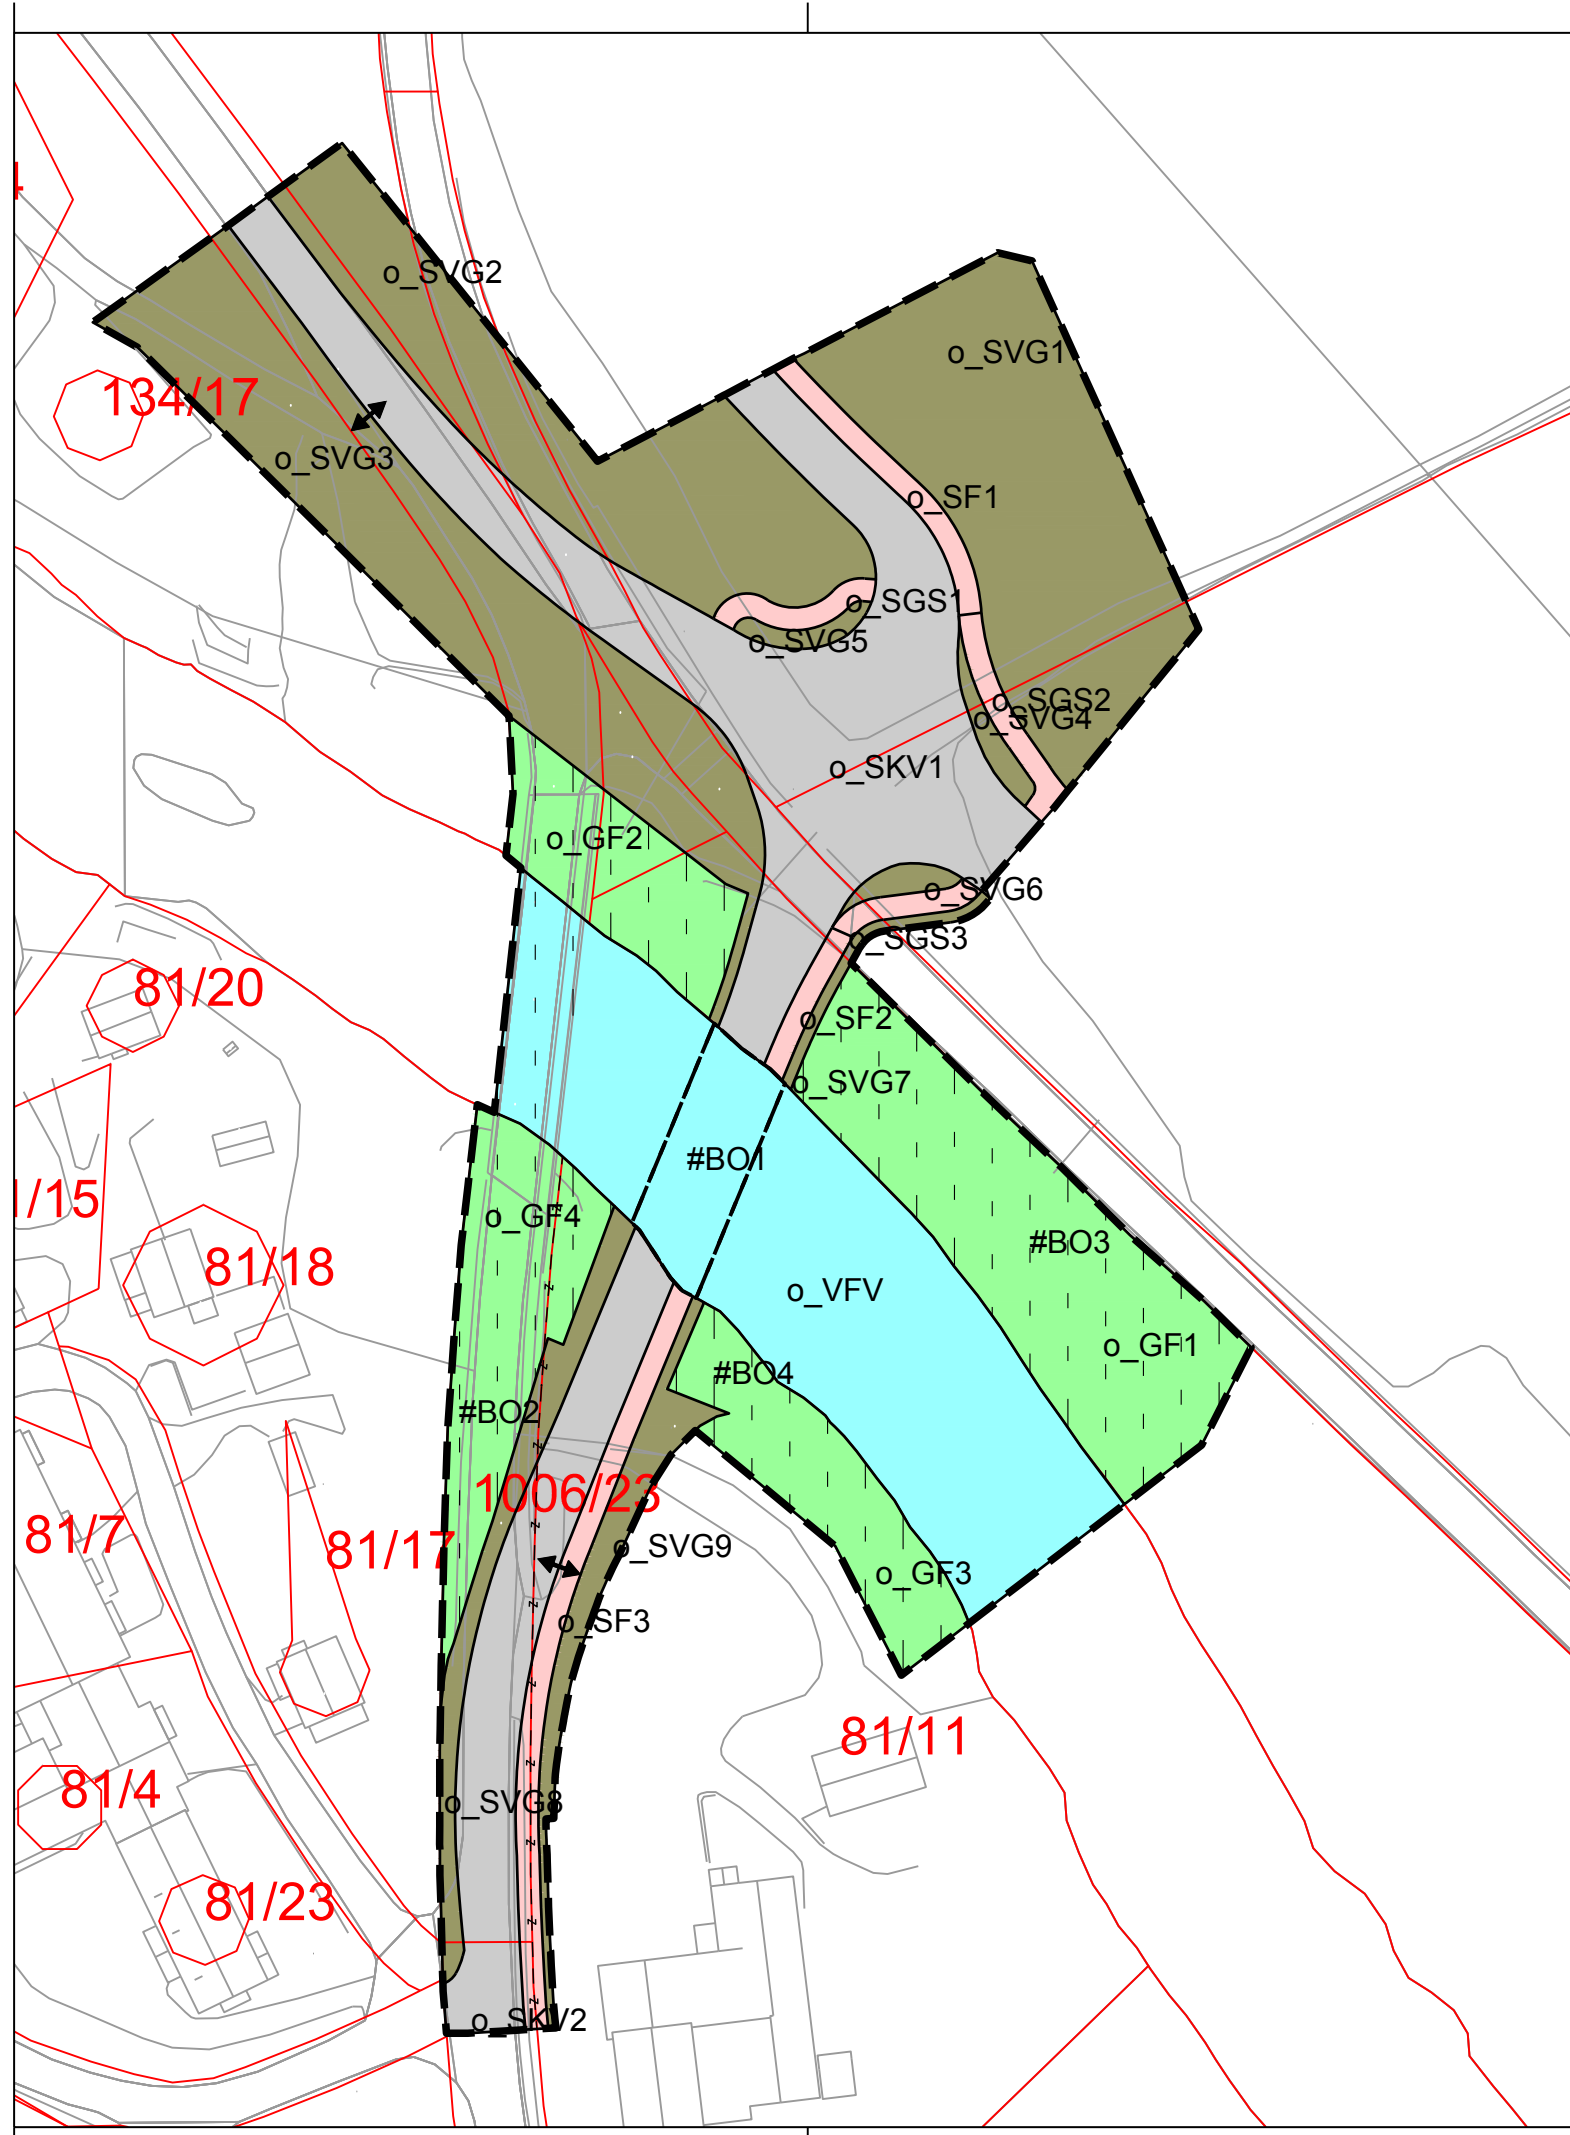 o_SVG2
o_SVG1
134/17
o_SVG3
o_SF1
o_SGS1
o_SVG5
o_SGS2
o_SVG4
o_SKV1
o_GF2
o_SVG6
o_SGS3
81/20
o_SF2
o_SVG7
#BO1
1/15
o_GF4
#BO3
81/18
o_VFV
o_GF1
#BO4
#BO2
1006/23
81/7
81/17
o_SVG9
o_GF3
o_SF3
81/11
81/4
o_SVG8
81/23
o_SKV2